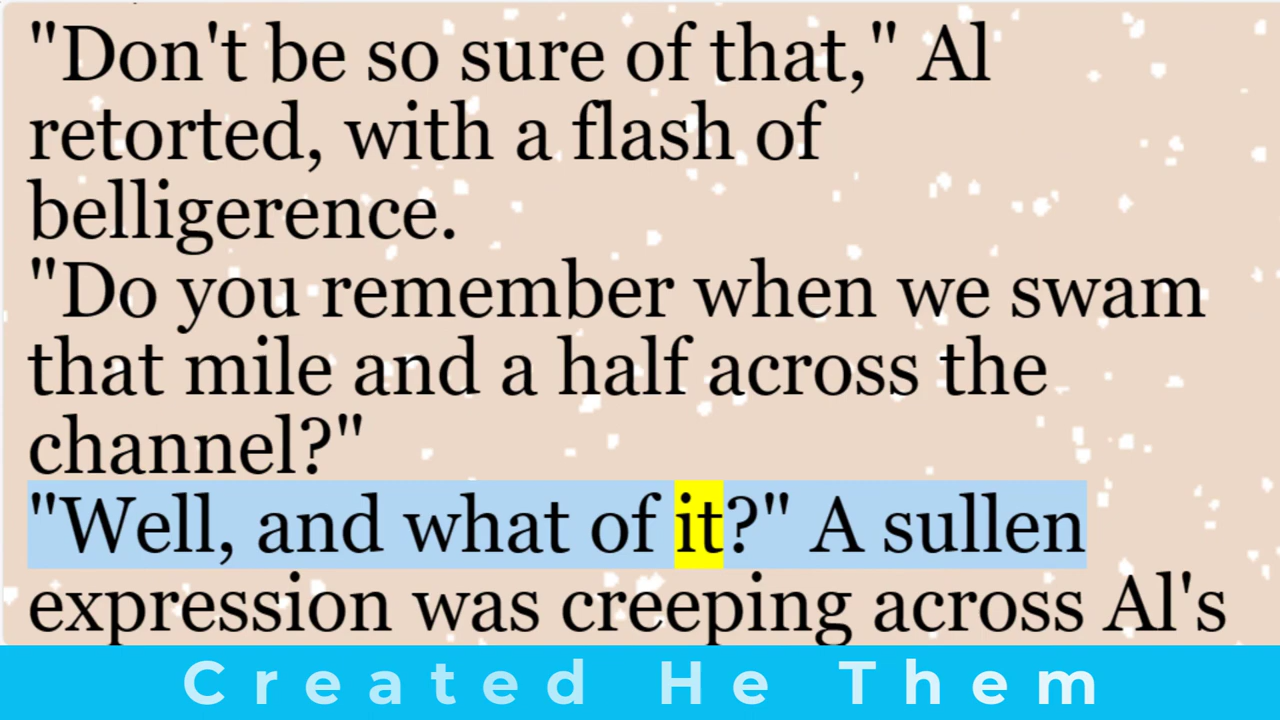 "Don't be so sure of that," Al
retorted, with a flash of
belligerence.
"Do you remember when we swam
that mile and a half across the
channel?"
"Well, and what of it?" A sullen
expression was creeping across Al's
Created He Them